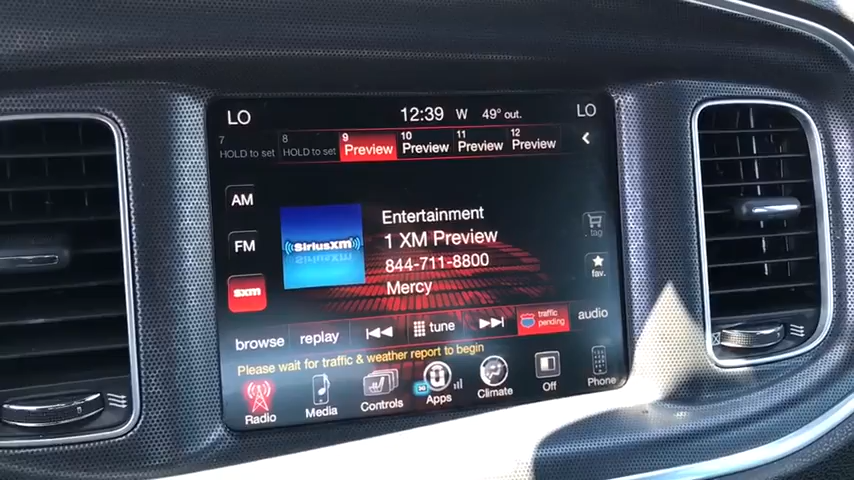 LO 12:39 W 49° out. LO
7 HOLD to set 8 HOLD to set 9 Preview 10 Preview 11 Preview 12 Preview
AM
FM
sxm
SiriusXM
Entertainment
1 XM Preview
844-711-8800
Mercy
tag
fav.
browse replay tune traffic pending audio
Please wait for traffic & weather report to begin
Radio Media Controls Apps Climate Off Phone